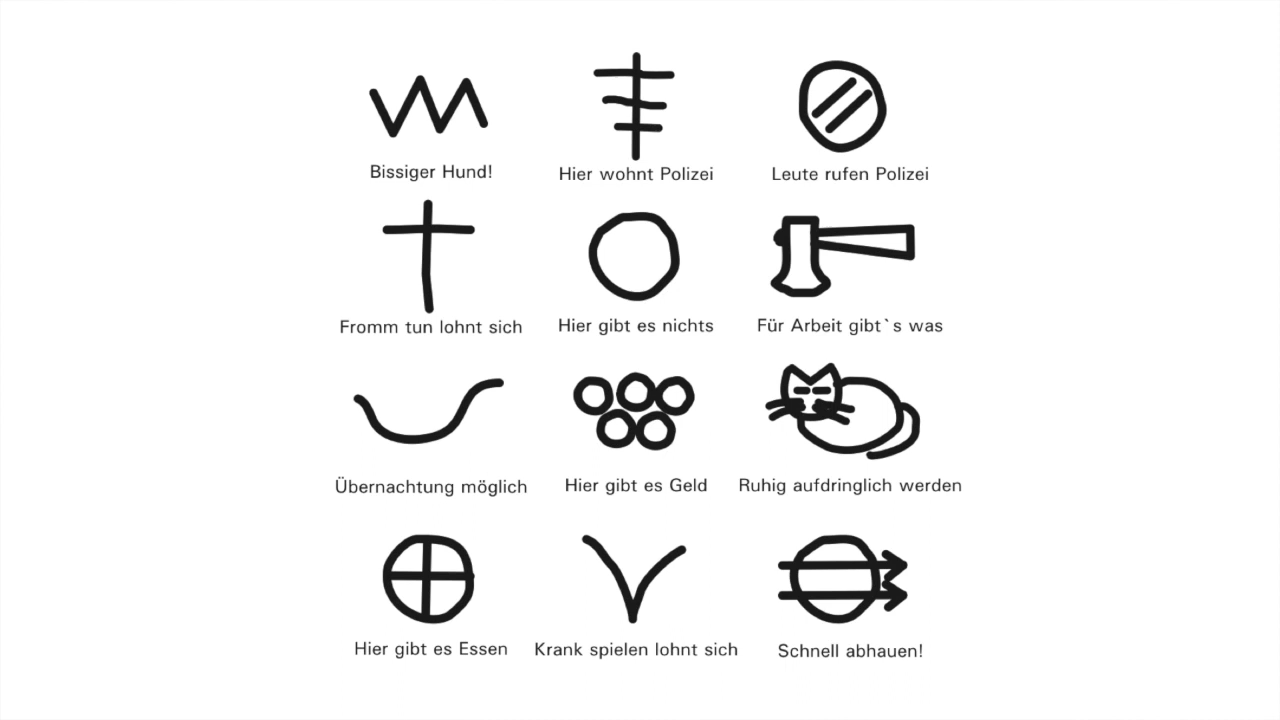 Bissiger Hund!
Hier wohnt Polizei
Leute rufen Polizei
Fromm tun lohnt sich
Hier gibt es nichts
Für Arbeit gibt`s was
Übernachtung möglich
Hier gibt es Geld
Ruhig aufdringlich werden
Hier gibt es Essen
Krank spielen lohnt sich
Schnell abhauen!